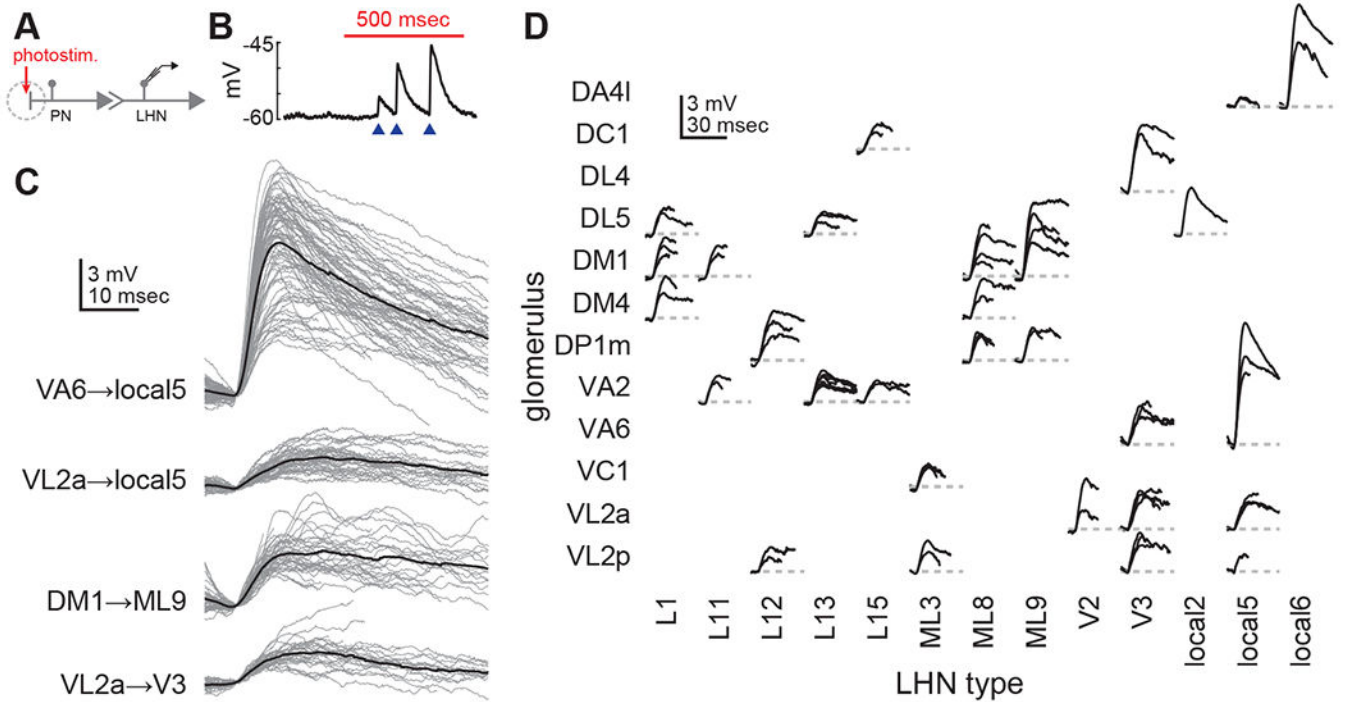 A
photostim.
PN
LHN
B
500 msec
-45
mV
-60
C
3 mV
10 msec
VA6→local5
VL2a→local5
DM1→ML9
VL2a→V3
D
3 mV
30 msec
glomerulus
DA4l
DC1
DL4
DL5
DM1
DM4
DP1m
VA2
VA6
VC1
VL2a
VL2p
L1
L11
L12
L13
L15
ML3
ML8
ML9
V2
V3
local2
local5
local6
LHN type